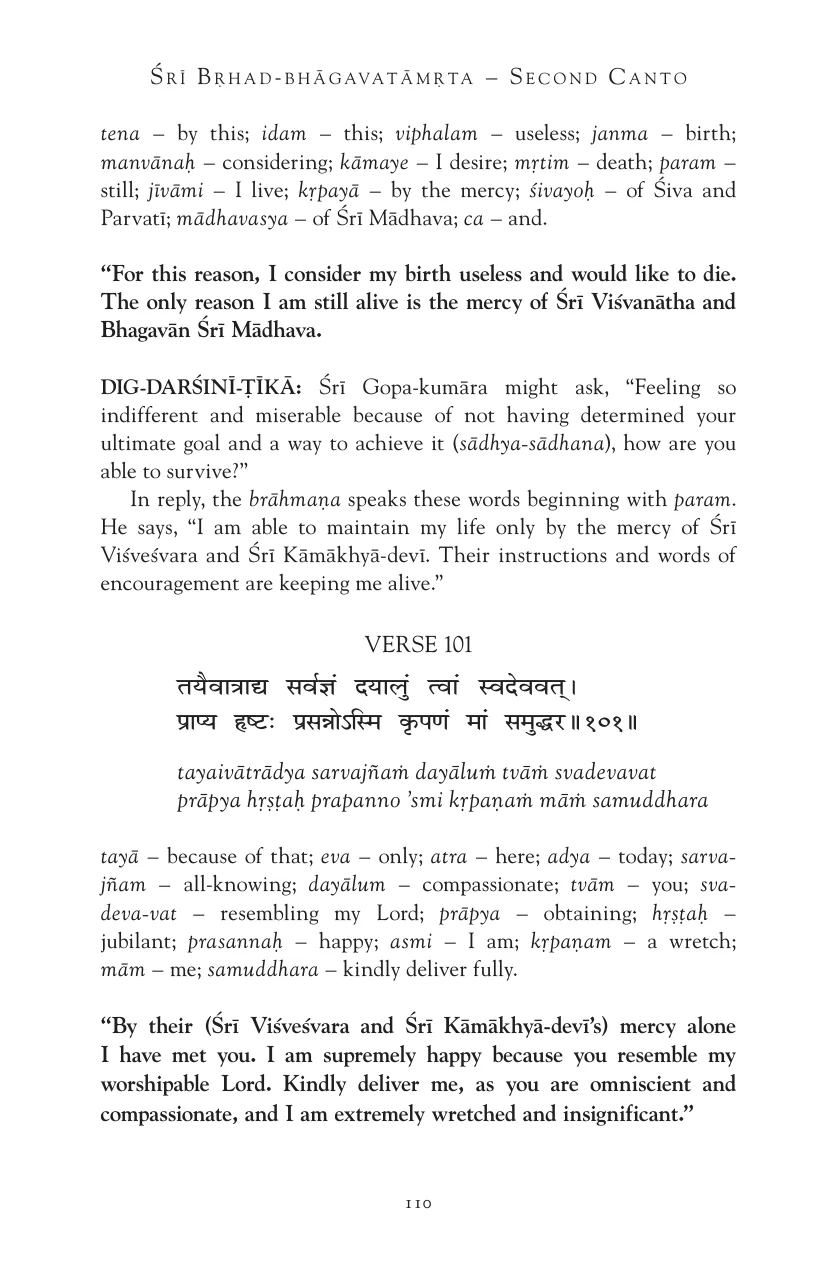 ŚRĪ BṚHAD-BHĀGAVATĀMṚTA – SECOND CANTO
tena – by this; idam – this; viphalam – useless; janma – birth;
manvānaḥ – considering; kāmaye – I desire; mṛtim – death; param –
still; jīvāmi – I live; kṛpayā – by the mercy; śivayoḥ – of Śiva and
Parvatī; mādhavasya – of Śrī Mādhava; ca – and.
“For this reason, I consider my birth useless and would like to die.
The only reason I am still alive is the mercy of Śrī Viśvanātha and
Bhagavān Śrī Mādhava.
DIG-DARŚINĪ-ṬĪKĀ: Śrī Gopa-kumāra might ask, “Feeling so
indifferent and miserable because of not having determined your
ultimate goal and a way to achieve it (sādhya-sādhana), how are you
able to survive?”
In reply, the brāhmaṇa speaks these words beginning with param.
He says, “I am able to maintain my life only by the mercy of Śrī
Viśveśvara and Śrī Kāmākhyā-devī. Their instructions and words of
encouragement are keeping me alive.”
VERSE 101
तयैवात्राद्य सर्वज्ञं दयालुं त्वां स्वदेववत्।
प्राप्य हृष्टः प्रसन्नोऽस्मि कृपणं मां समुद्धर॥१०१॥
tayaivātrādya sarvajñaṁ dayāluṁ tvāṁ svadevavat
prāpya hṛṣṭaḥ prapanno ’smi kṛpaṇaṁ māṁ samuddhara
tayā – because of that; eva – only; atra – here; adya – today; sarva-
jñam – all-knowing; dayālum – compassionate; tvām – you; sva-
deva-vat – resembling my Lord; prāpya – obtaining; hṛṣṭaḥ –
jubilant; prasannaḥ – happy; asmi – I am; kṛpaṇam – a wretch;
mām – me; samuddhara – kindly deliver fully.
“By their (Śrī Viśveśvara and Śrī Kāmākhyā-devī’s) mercy alone
I have met you. I am supremely happy because you resemble my
worshipable Lord. Kindly deliver me, as you are omniscient and
compassionate, and I am extremely wretched and insignificant.”
110